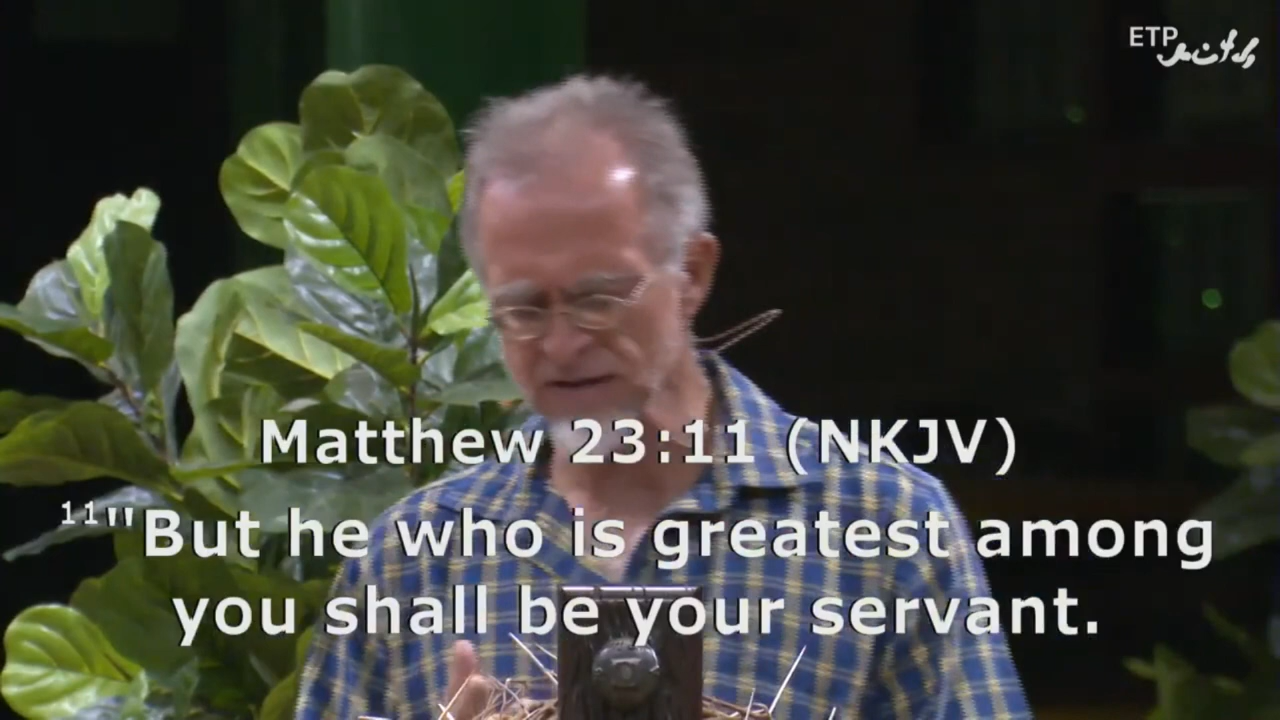 ETP
Matthew 23:11 (NKJV)
11"But he who is greatest among
you shall be your servant.